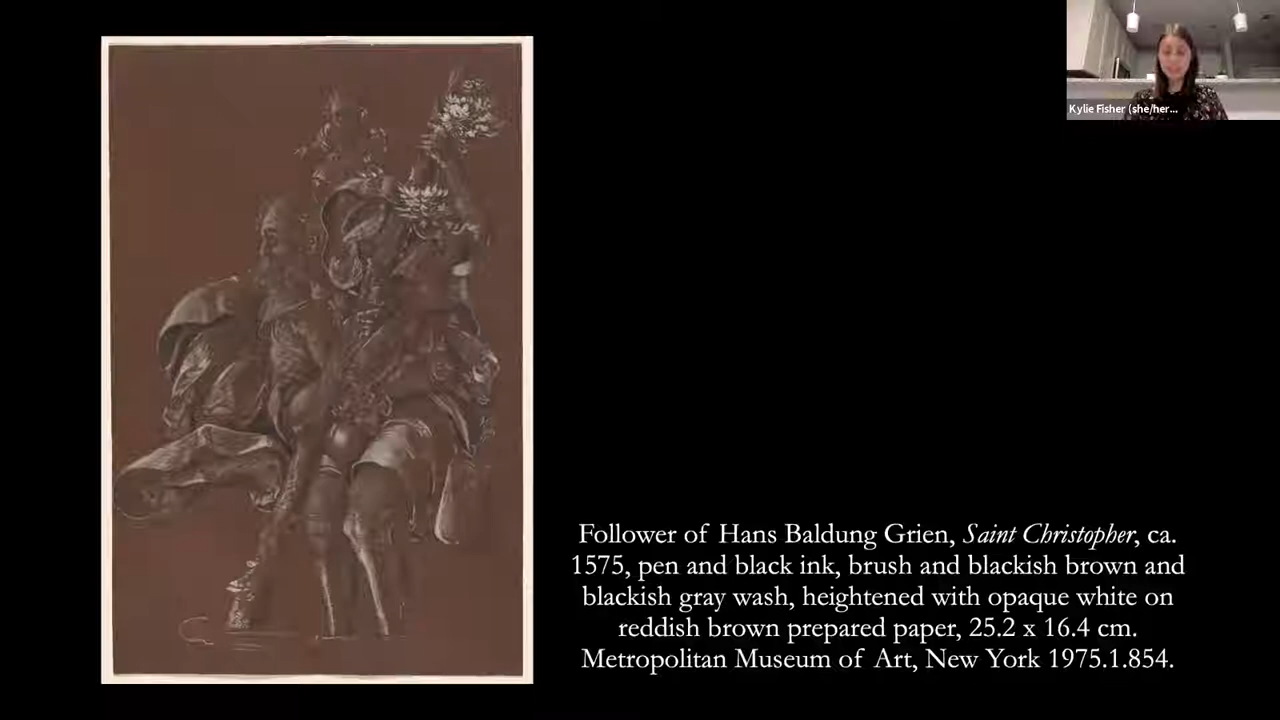 Kylie Fisher (she/her...
Follower of Hans Baldung Grien, Saint Christopher, ca.
1575, pen and black ink, brush and blackish brown and
blackish gray wash, heightened with opaque white on
reddish brown prepared paper, 25.2 x 16.4 cm.
Metropolitan Museum of Art, New York 1975.1.854.